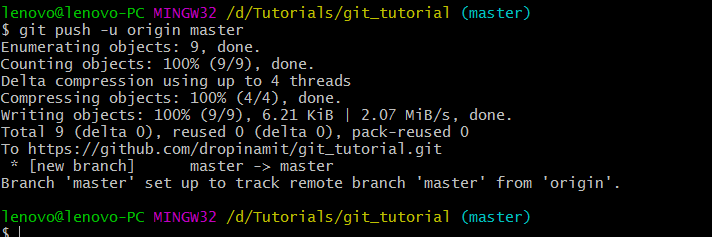 lenovo@lenovo-PC MINGW32 /d/Tutorials/git_tutorial (master)
$ git push -u origin master
Enumerating objects: 9, done.
Counting objects: 100% (9/9), done.
Delta compression using up to 4 threads
Compressing objects: 100% (4/4), done.
Writing objects: 100% (9/9), 6.21 KiB | 2.07 MiB/s, done.
Total 9 (delta 0), reused 0 (delta 0), pack-reused 0
To https://github.com/dropinamit/git_tutorial.git
 * [new branch]      master -> master
Branch 'master' set up to track remote branch 'master' from 'origin'.
lenovo@lenovo-PC MINGW32 /d/Tutorials/git_tutorial (master)
$